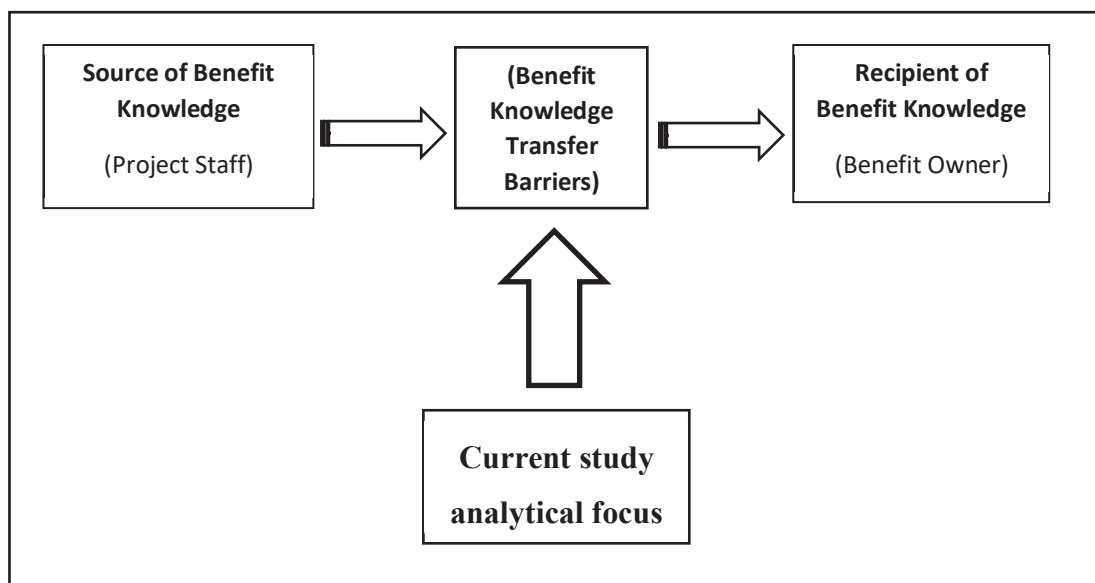 Source of Benefit
Knowledge
(Project Staff)
(Benefit
Knowledge
Transfer
Barriers)
Recipient of
Benefit Knowledge
(Benefit Owner)
Current study
analytical focus